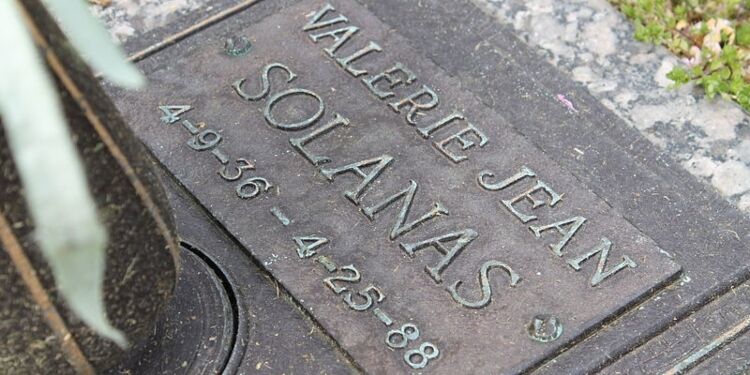 VALERIE JEAN
SOLANAS
4-9-36 - 4-25-88